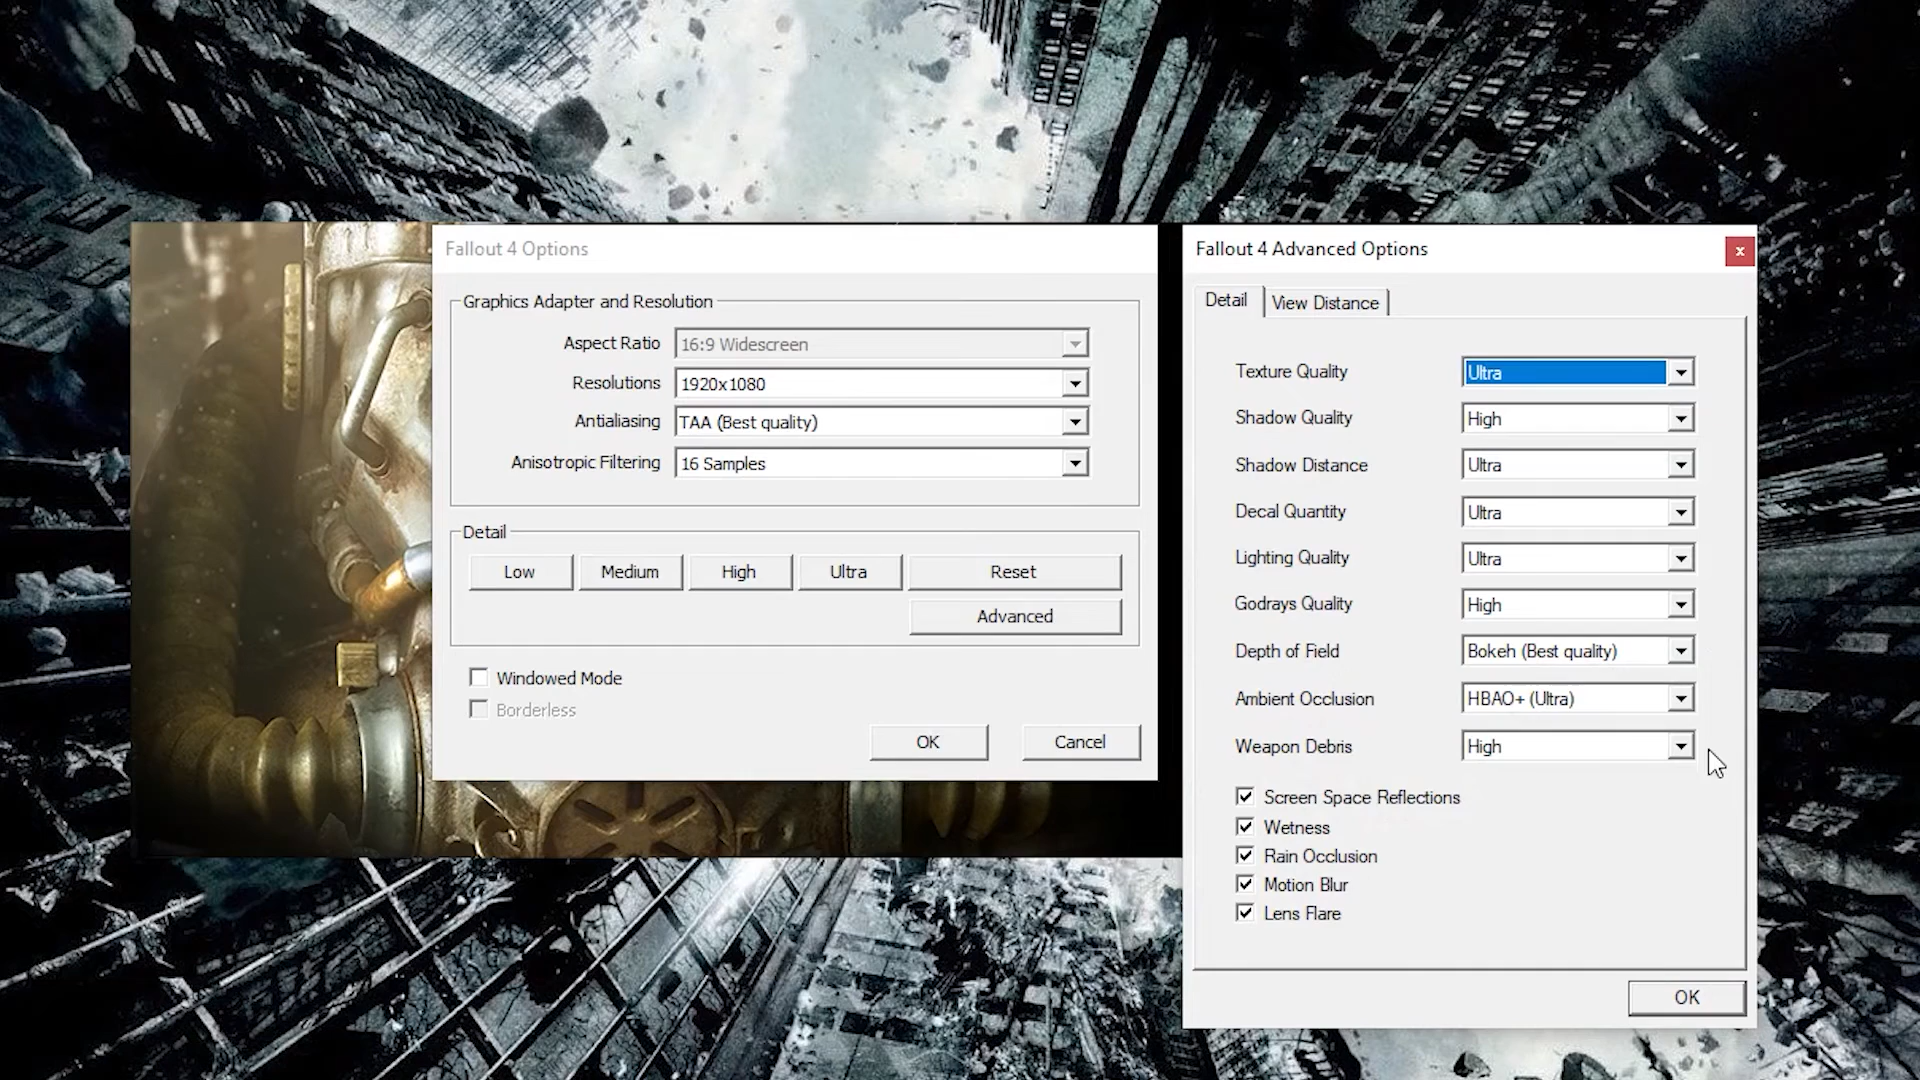 Fallout 4 Options
Graphics Adapter and Resolution
Aspect Ratio 16:9 Widescreen
Resolutions 1920x1080
Antialiasing TAA (Best quality)
Anisotropic Filtering 16 Samples
Detail
Low Medium High Ultra Reset
Advanced
Windowed Mode
Borderless
OK Cancel
Fallout 4 Advanced Options x
Detail View Distance
Texture Quality Ultra
Shadow Quality High
Shadow Distance Ultra
Decal Quantity Ultra
Lighting Quality Ultra
Godrays Quality High
Depth of Field Bokeh (Best quality)
Ambient Occlusion HBAO+ (Ultra)
Weapon Debris High
Screen Space Reflections
Wetness
Rain Occlusion
Motion Blur
Lens Flare
OK